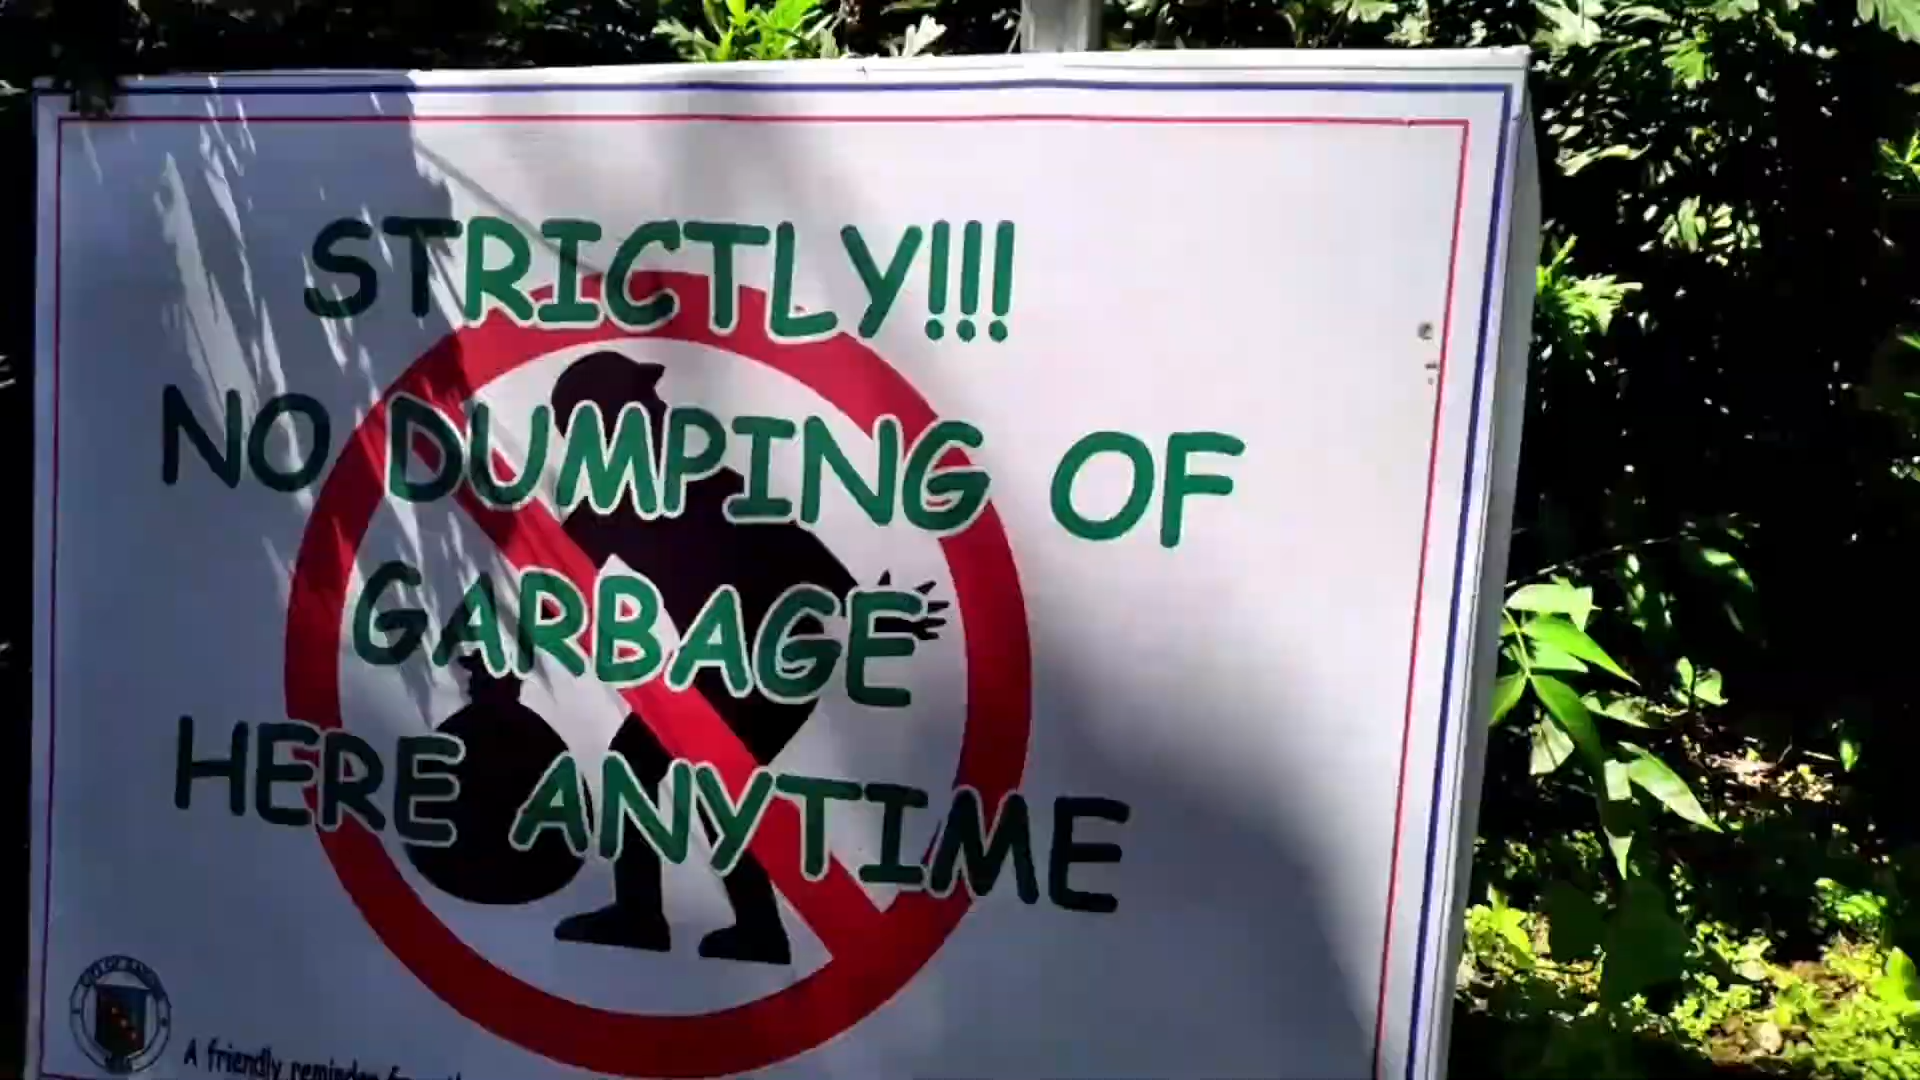 STRICTLY!!!
NO DUMPING OF
GARBAGE
HERE ANYTIME
A friendly reminder